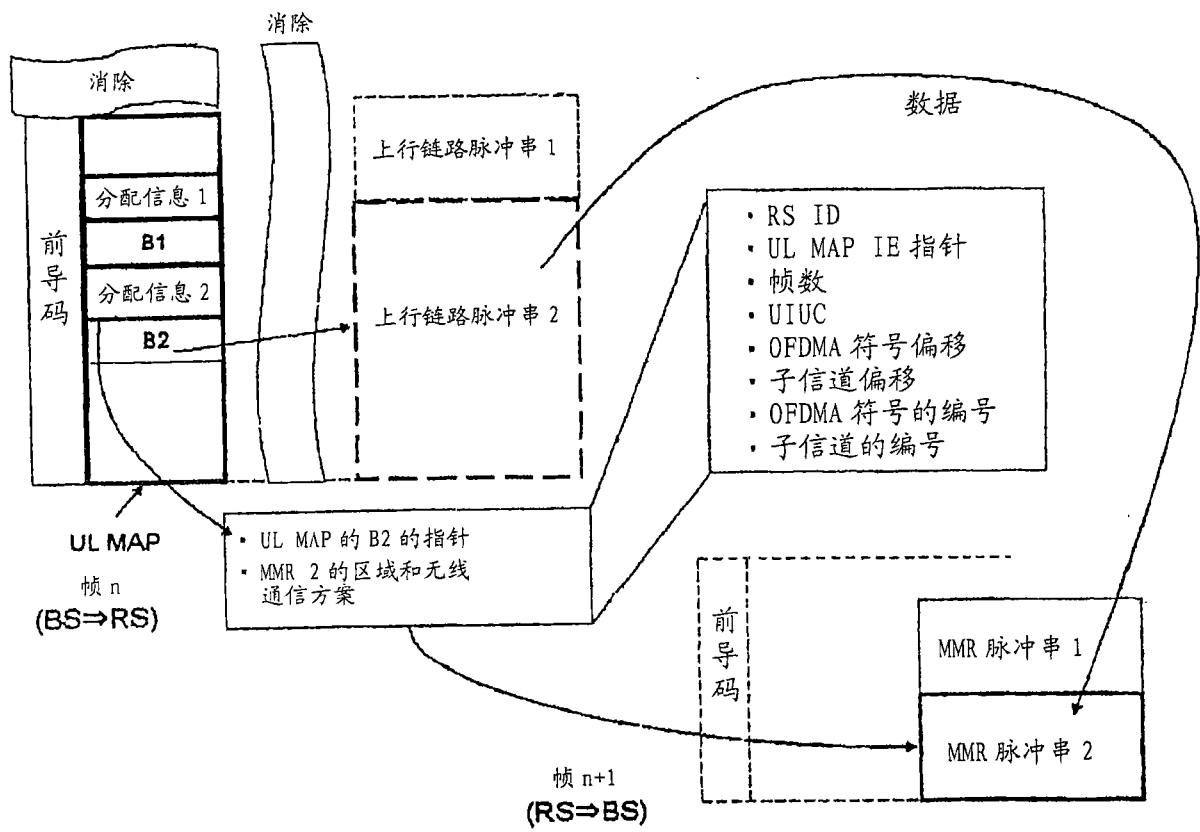 消除
消除
数据
前导码
分配信息 1
B1
分配信息 2
B2
上行链路脉冲串 1
上行链路脉冲串 2
· RS ID
· UL MAP IE 指针
· 帧数
· UIUC
· OFDMA 符号偏移
· 子信道偏移
· OFDMA 符号的编号
· 子信道的编号
UL MAP
帧 n
(BS⇒RS)
· UL MAP 的 B2 的指针
· MMR 2 的区域和无线
通信方案
前导码
MMR 脉冲串 1
MMR 脉冲串 2
帧 n+1
(RS⇒BS)